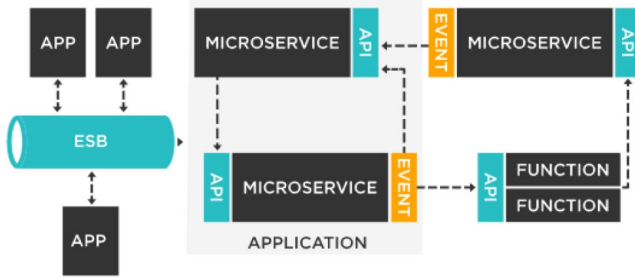 APP
APP
ESB
APP
MICROSERVICE
API
API
MICROSERVICE
EVENT
APPLICATION
EVENT
MICROSERVICE
API
API
FUNCTION
FUNCTION